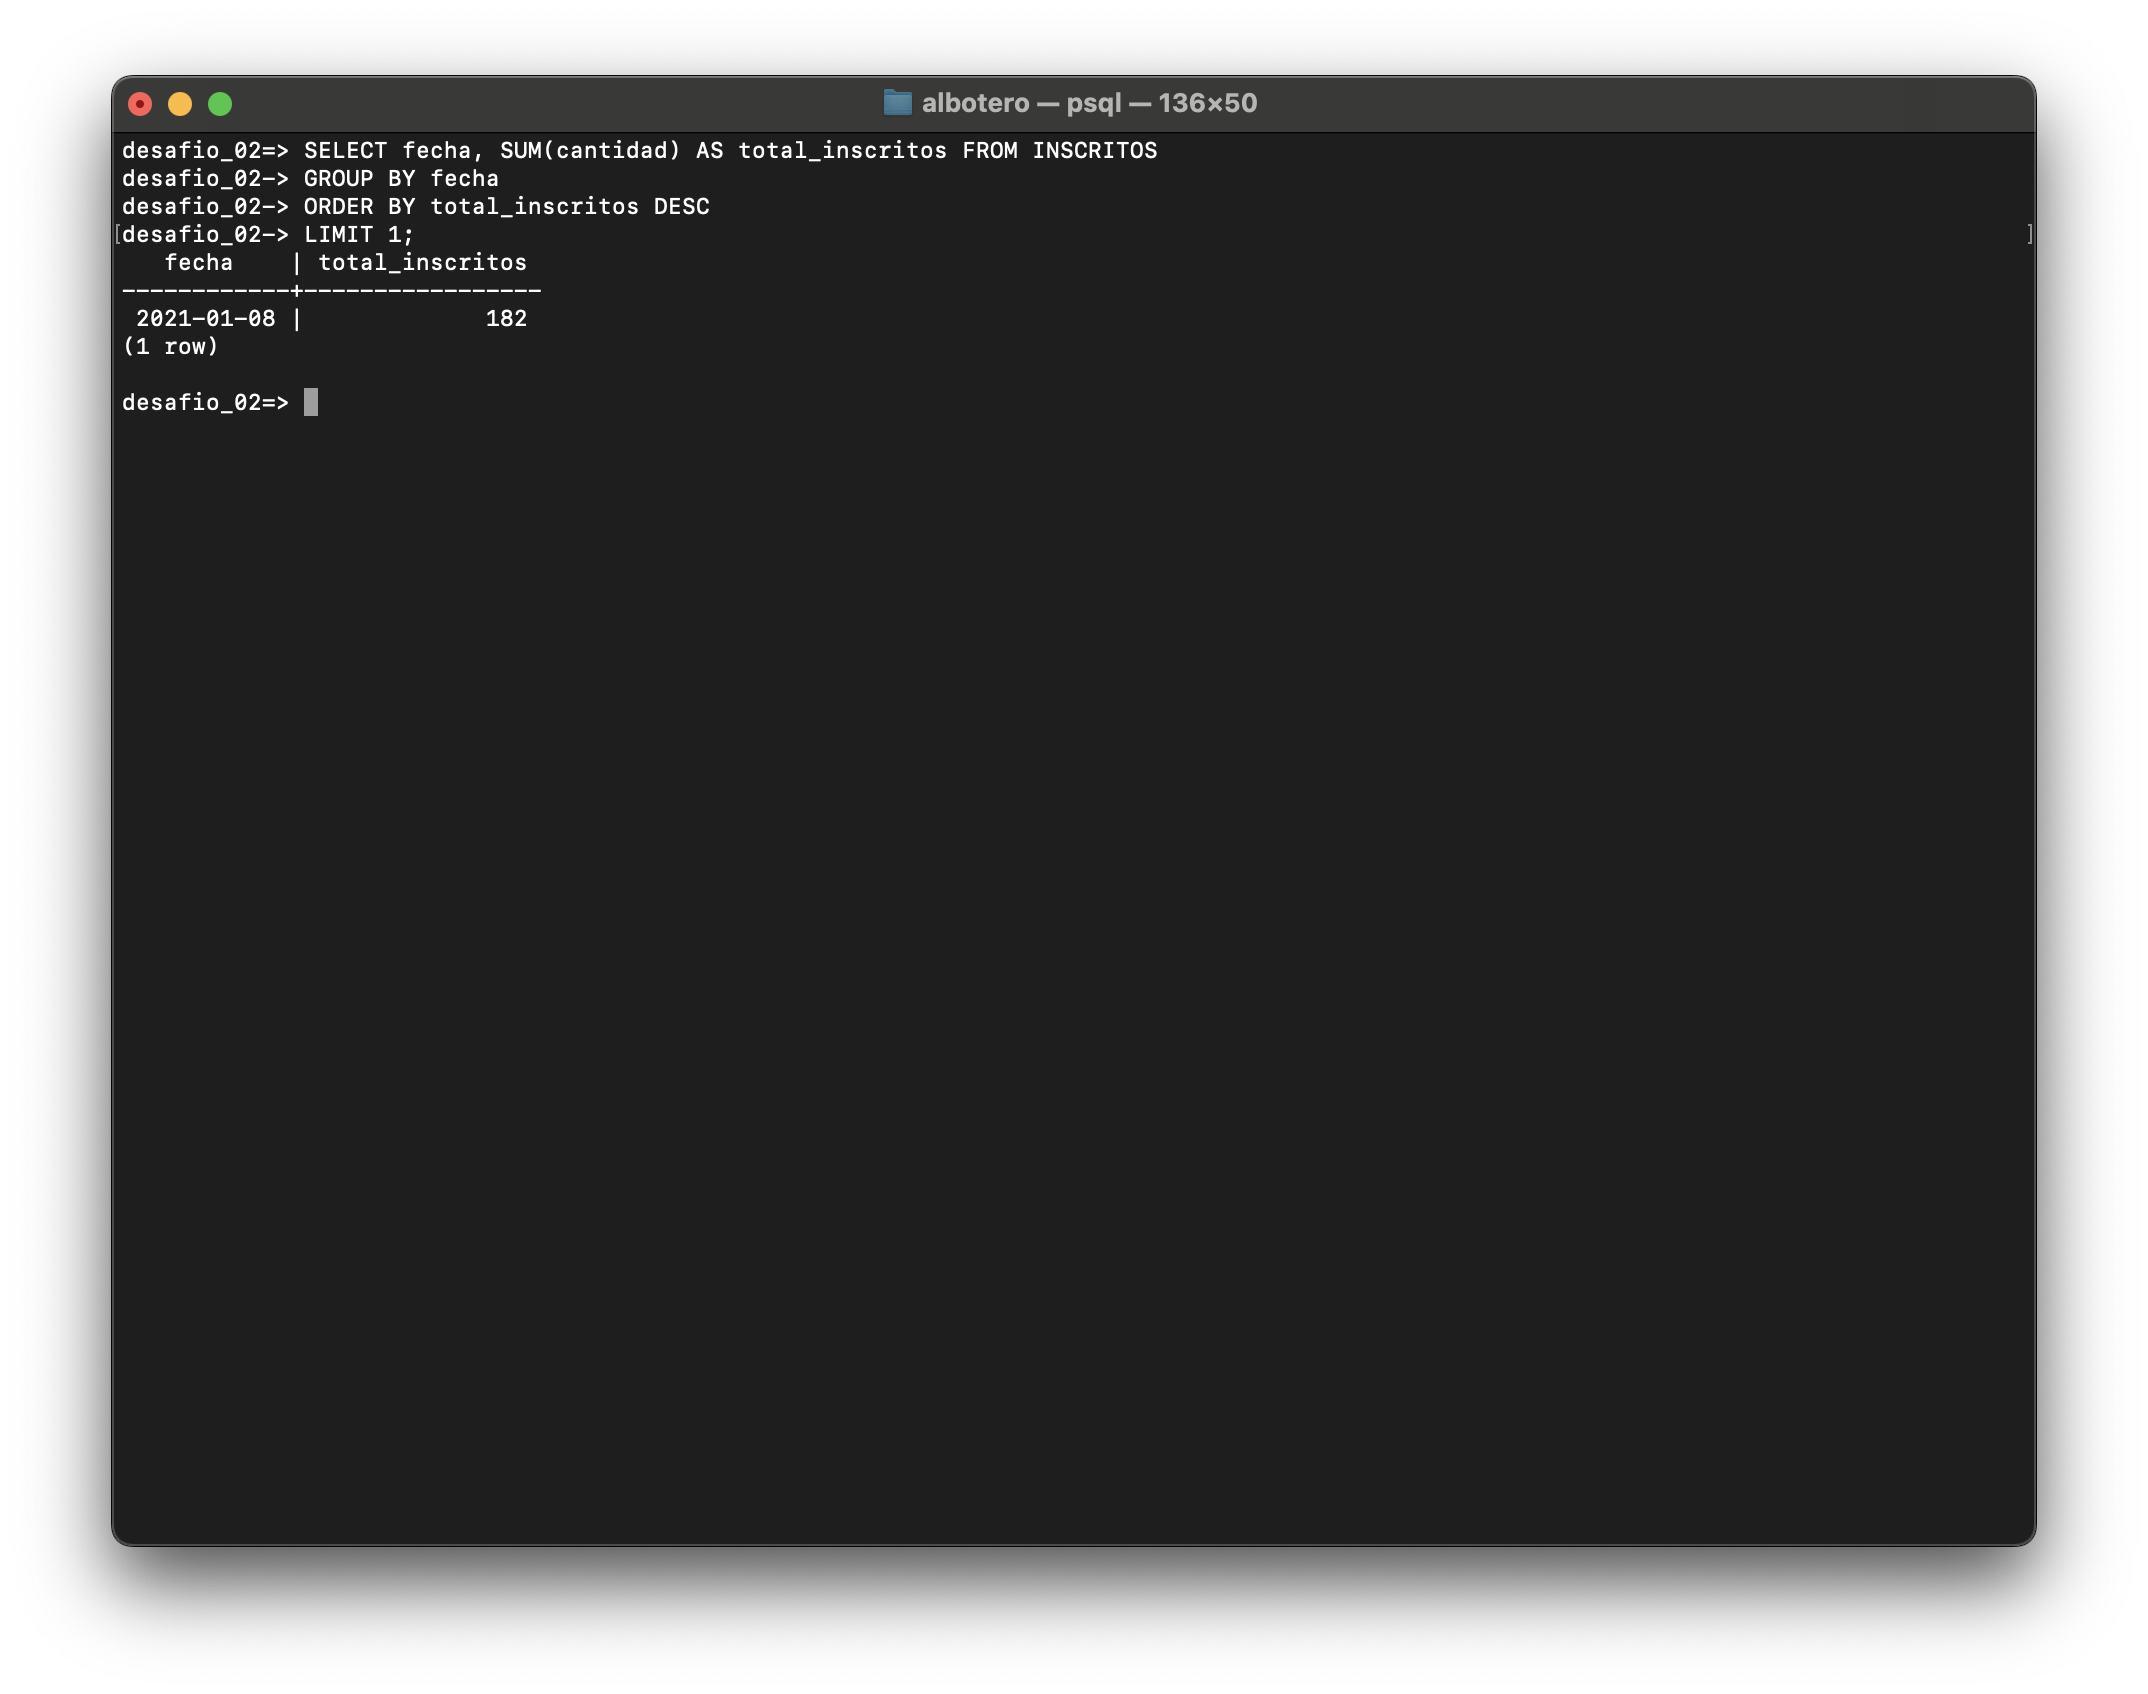 albotero — psql — 136×50
desafio_02=> SELECT fecha, SUM(cantidad) AS total_inscritos FROM INSCRITOS
desafio_02-> GROUP BY fecha
desafio_02-> ORDER BY total_inscritos DESC
[desafio_02-> LIMIT 1; ]
   fecha    | total_inscritos
------------+-----------------
 2021-01-08 |             182
(1 row)

desafio_02=>